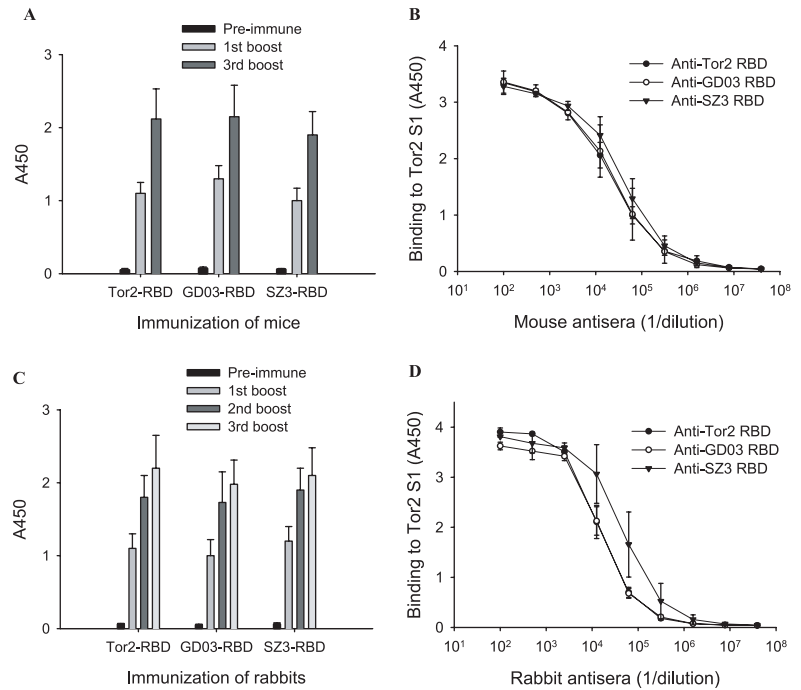 A
Pre-immune
1st boost
3rd boost
3
2
1
0
A450
Tor2-RBD GD03-RBD SZ3-RBD
Immunization of mice
B
Anti-Tor2 RBD
Anti-GD03 RBD
Anti-SZ3 RBD
4
3
2
1
0
Binding to Tor2 S1 (A450)
10¹ 10² 10³ 10⁴ 10⁵ 10⁶ 10⁷ 10⁸
Mouse antisera (1/dilution)
C
Pre-immune
1st boost
2nd boost
3rd boost
3
2
1
0
A450
Tor2-RBD GD03-RBD SZ3-RBD
Immunization of rabbits
D
Anti-Tor2 RBD
Anti-GD03 RBD
Anti-SZ3 RBD
5
4
3
2
1
0
Binding to Tor2 S1 (A450)
10¹ 10² 10³ 10⁴ 10⁵ 10⁶ 10⁷ 10⁸
Rabbit antisera (1/dilution)